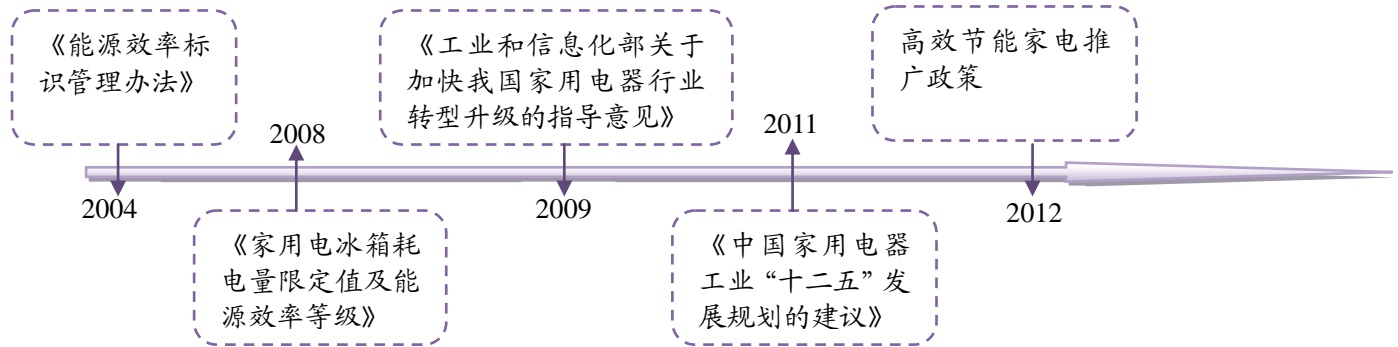 《能源效率标
识管理办法》
2004
2008
《家用电冰箱耗
电量限定值及能
源效率等级》
《工业和信息化部关于
加快我国家用电器行业
转型升级的指导意见》
2009
2011
《中国家用电器
工业“十二五”发
展规划的建议》
高效节能家电推
广政策
2012